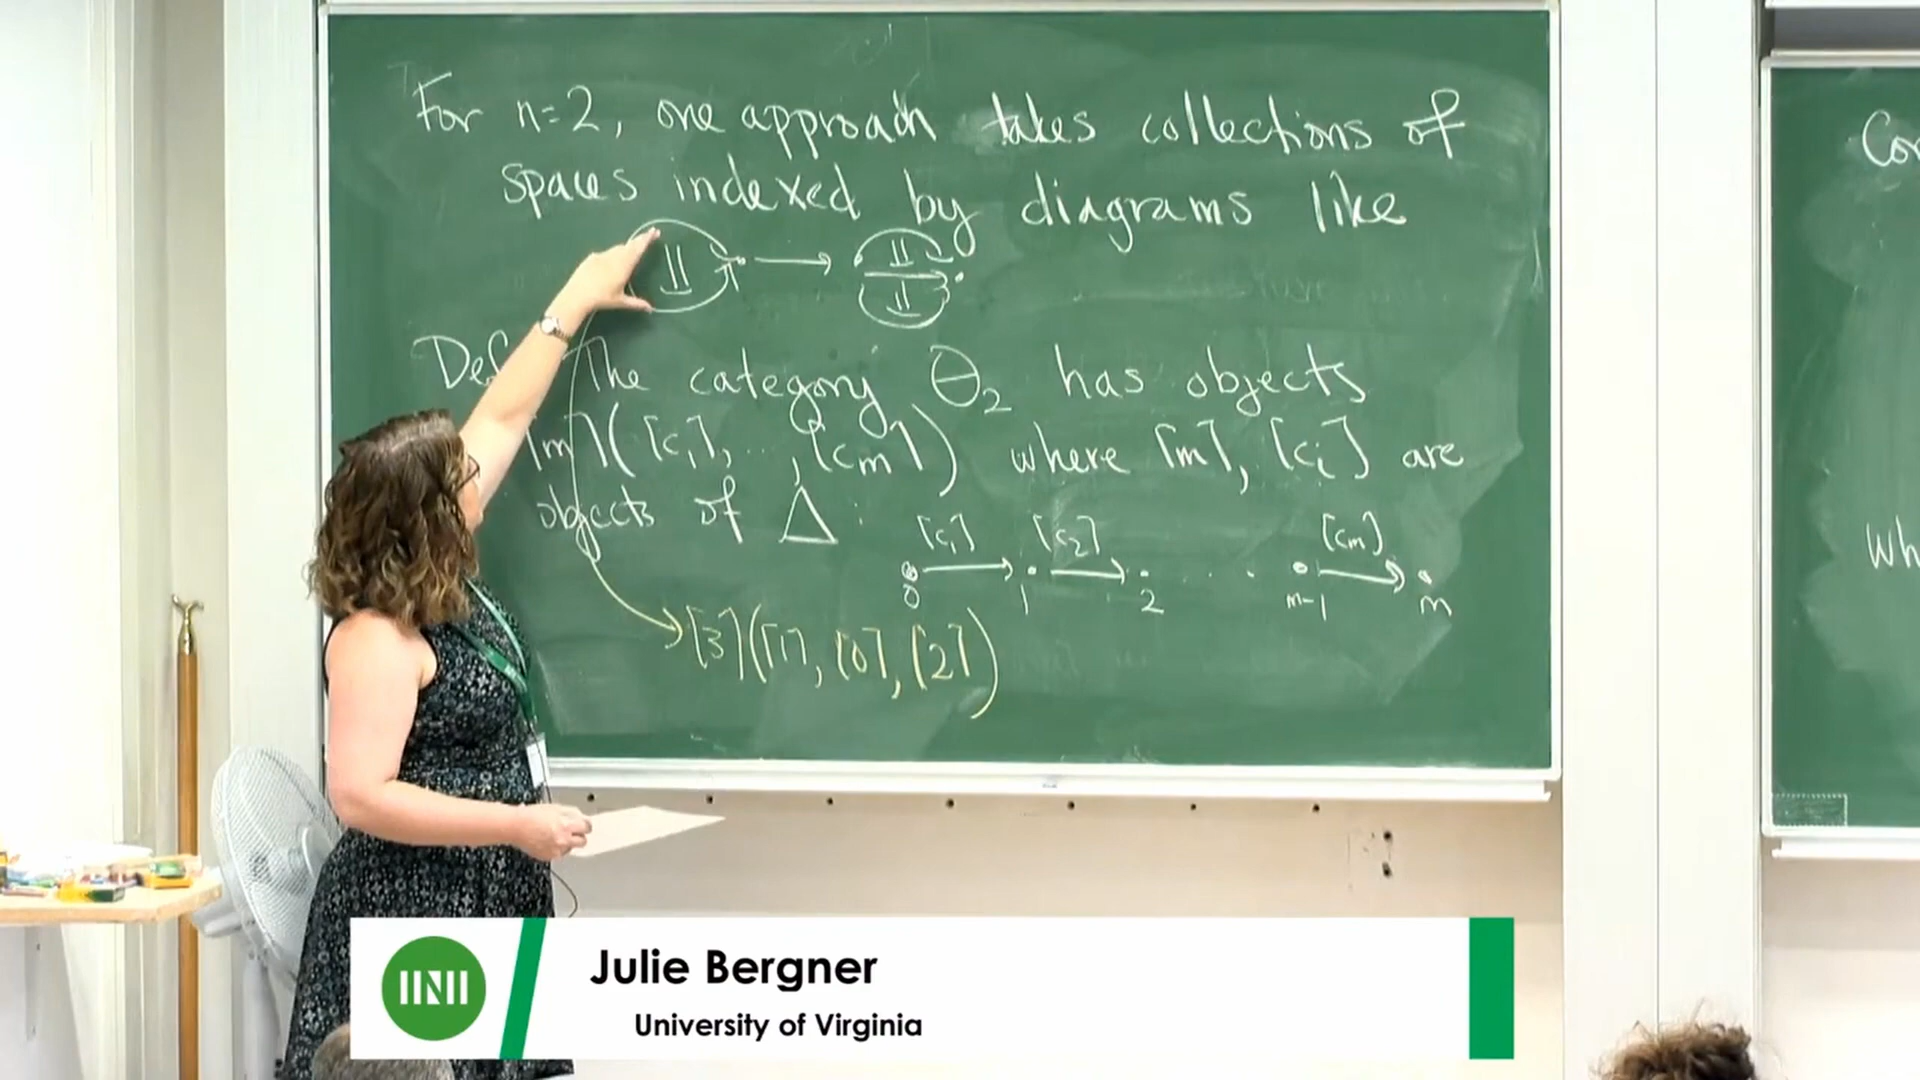 For n=2, one approach takes collections of
spaces indexed by diagrams like
Def The category Θ₂ has objects
[m]([c₁], ..., [cm]) where [m], [ci] are
objects of Δ:
[c₁] [c₂] [cm]
0 1 2 m-1 m
[3]([1], [0], [2])
Con
Wh
Julie Bergner
University of Virginia